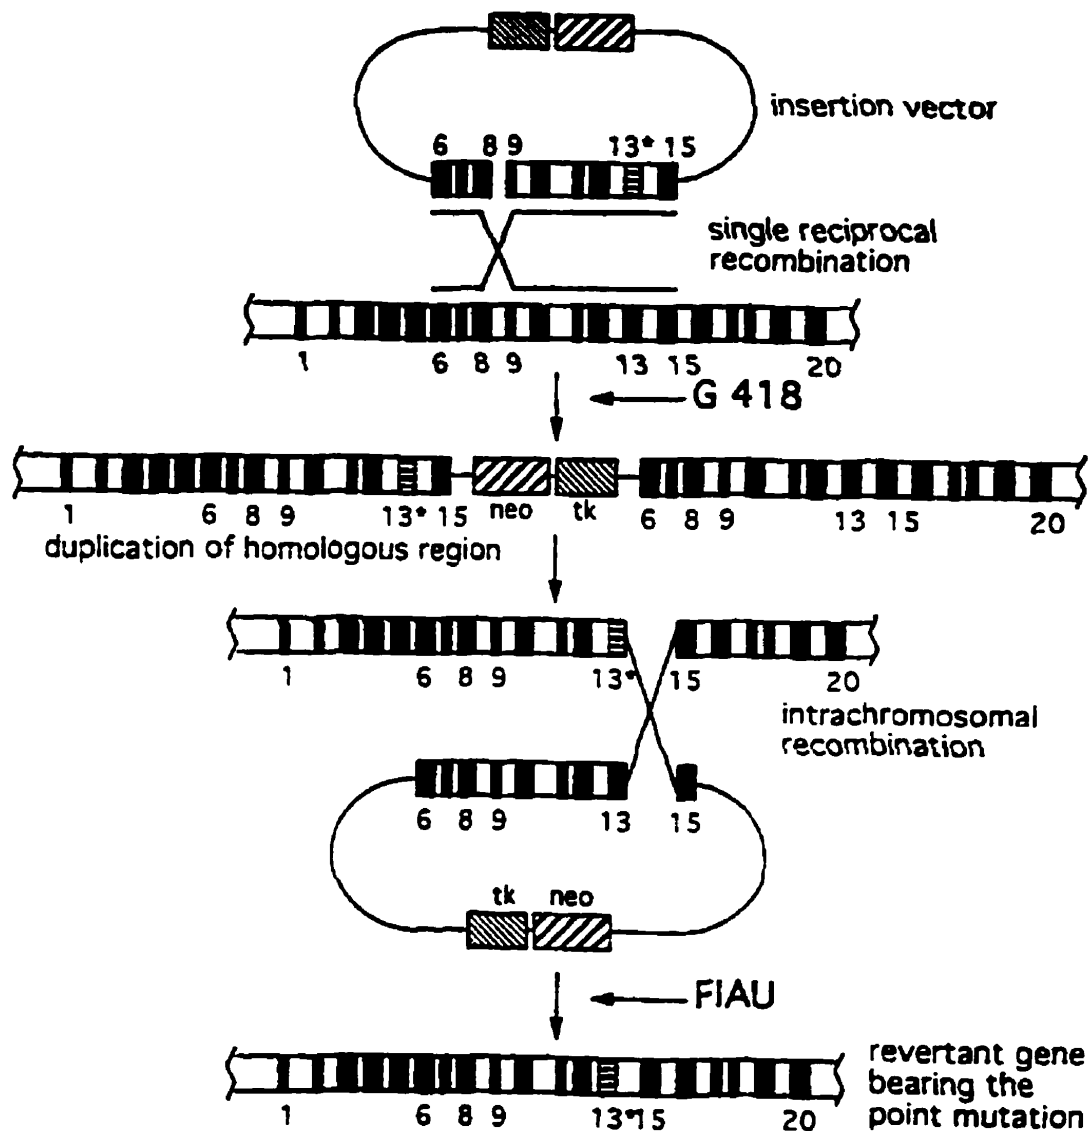 insertion vector
6 8 9 13* 15
single reciprocal
recombination
1 6 8 9 13 15 20
G 418
neo tk
1 6 8 9 13* 15 6 8 9 13 15 20
duplication of homologous region
1 6 8 9 13* 15 20
intrachromosomal
recombination
6 8 9 13 15
tk neo
FIAU
revertant gene
bearing the
point mutation
1 6 8 9 13* 15 20